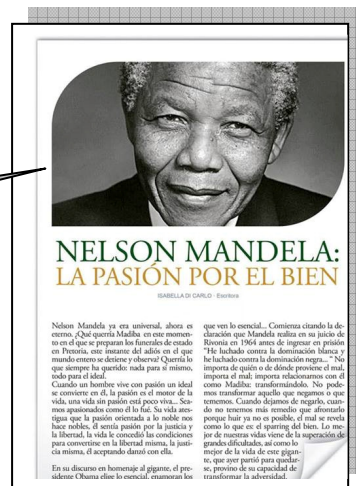 NELSON MANDELA:
LA PASIÓN POR EL BIEN
ISABELLA DI CARLO - Escritora
Nelson Mandela ya era universal, ahora es
eterno. ¿Qué querría Madiba en este momen-
to en el que se preparan los funerales de estado
en Pretoria, este instante del adiós en el que
mundo entero se detiene y observa? Querría lo
que siempre ha querido: nada para si mismo,
todo para el ideal.
Cuando un hombre vive con pasión un ideal
se convierte en él, la pasión es el motor de la
vida, una vida sin pasión está poco viva... Sea-
mos apasionados como él lo fué. Su vida ates-
tigua que la pasión orientada a lo noble nos
hace nobles, él sentía pasión por la justicia y
la libertad, la vida le concedió las condiciones
para convertirse en la libertad misma, la justi-
cia misma, él aceptando danzó con ella.
En su discurso en homenaje al gigante, el pre-
sidente Obama elige lo esencial, enamoran los
que ven lo esencial... Comienza citando la de-
claración que Mandela realiza en su juicio de
Rivonia en 1964 antes de ingresar en prisión
"He luchado contra la dominación blanca y
he luchado contra la dominación negra..." No
importa de quién o de dónde proviene el mal,
importa el mal; importa relacionarnos con él
como Madiba: transformándolo. No pode-
mos transformar aquello que negamos o que
tememos. Cuando dejamos de negarlo, cuan-
do no tenemos más remedio que afrontarlo
porque huir ya no es posible, el mal se revela
como lo que es: el sparring del bien. Lo me-
jor de nuestras vidas viene de la superación de
grandes dificultades, así como lo
mejor de la vida de este gigan-
te, que ayer partió para quedar-
se, provino de su capacidad de
transformar la adversidad.